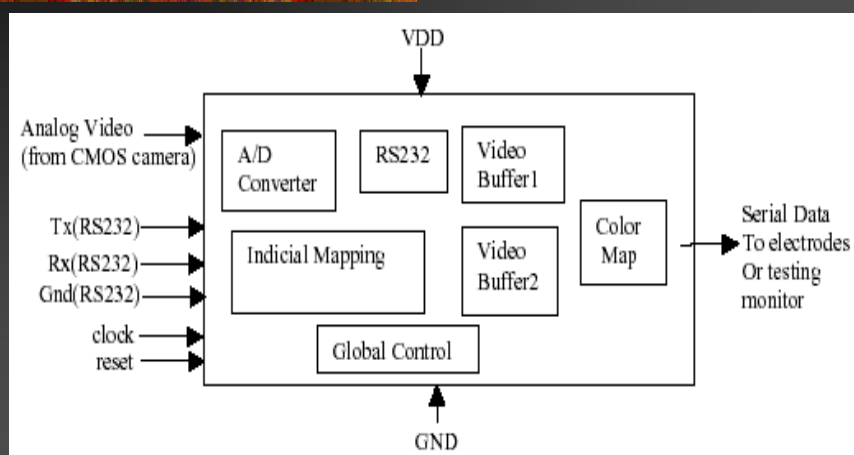 VDD
Analog Video
(from CMOS camera)
A/D
Converter
RS232
Video
Buffer1
Color
Map
Serial Data
To electrodes
Or testing
monitor
Tx(RS232)
Rx(RS232)
Gnd(RS232)
Indicial Mapping
Video
Buffer2
clock
reset
Global Control
GND